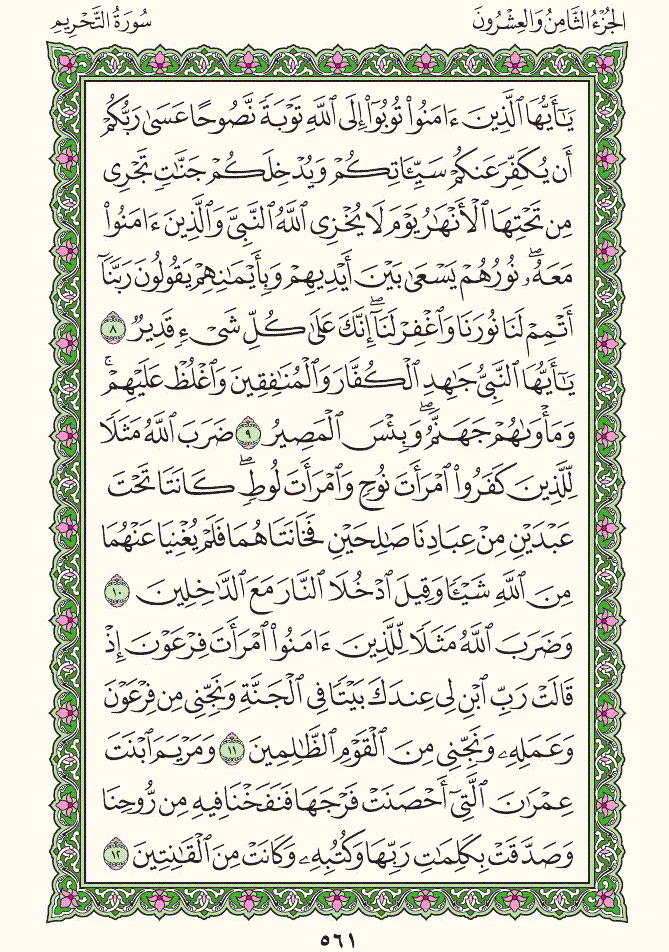 الجُزْءُ الثَّامِنُ وَالعِشْرُونَ
سُورَةُ التَّحْرِيمِ
يَـٰٓأَيُّهَا ٱلَّذِينَ ءَامَنُوا۟ تُوبُوٓا۟ إِلَى ٱللَّهِ تَوْبَةً نَّصُوحًا عَسَىٰ رَبُّكُمْ
أَن يُكَفِّرَ عَنكُمْ سَيِّـَٔاتِكُمْ وَيُدْخِلَكُمْ جَنَّـٰتٍ تَجْرِى
مِن تَحْتِهَا ٱلْأَنْهَـٰرُ يَوْمَ لَا يُخْزِى ٱللَّهُ ٱلنَّبِىَّ وَٱلَّذِينَ ءَامَنُوا۟
مَعَهُۥ ۖ نُورُهُمْ يَسْعَىٰ بَيْنَ أَيْدِيهِمْ وَبِأَيْمَـٰنِهِمْ يَقُولُونَ رَبَّنَآ
أَتْمِمْ لَنَا نُورَنَا وَٱغْفِرْ لَنَآ ۖ إِنَّكَ عَلَىٰ كُلِّ شَىْءٍ قَدِيرٌ ٨
يَـٰٓأَيُّهَا ٱلنَّبِىُّ جَـٰهِدِ ٱلْكُفَّارَ وَٱلْمُنَـٰفِقِينَ وَٱغْلُظْ عَلَيْهِمْ ۚ
وَمَأْوَىٰهُمْ جَهَنَّمُ ۖ وَبِئْسَ ٱلْمَصِيرُ ٩ ضَرَبَ ٱللَّهُ مَثَلًا
لِّلَّذِينَ كَفَرُوا۟ ٱمْرَأَتَ نُوحٍ وَٱمْرَأَتَ لُوطٍ ۖ كَانَتَا تَحْتَ
عَبْدَيْنِ مِنْ عِبَادِنَا صَـٰلِحَيْنِ فَخَانَتَاهُمَا فَلَمْ يُغْنِيَا عَنْهُمَا
مِنَ ٱللَّهِ شَيْـًٔا وَقِيلَ ٱدْخُلَا ٱلنَّارَ مَعَ ٱلدَّٰخِلِينَ ١٠
وَضَرَبَ ٱللَّهُ مَثَلًا لِّلَّذِينَ ءَامَنُوا۟ ٱمْرَأَتَ فِرْعَوْنَ إِذْ
قَالَتْ رَبِّ ٱبْنِ لِى عِندَكَ بَيْتًا فِى ٱلْجَنَّةِ وَنَجِّنِى مِن فِرْعَوْنَ
وَعَمَلِهِۦ وَنَجِّنِى مِنَ ٱلْقَوْمِ ٱلظَّـٰلِمِينَ ١١ وَمَرْيَمَ ٱبْنَتَ
عِمْرَٰنَ ٱلَّتِىٓ أَحْصَنَتْ فَرْجَهَا فَنَفَخْنَا فِيهِ مِن رُّوحِنَا
وَصَدَّقَتْ بِكَلِمَـٰتِ رَبِّهَا وَكُتُبِهِۦ وَكَانَتْ مِنَ ٱلْقَـٰنِتِينَ ١٢
٥٦١